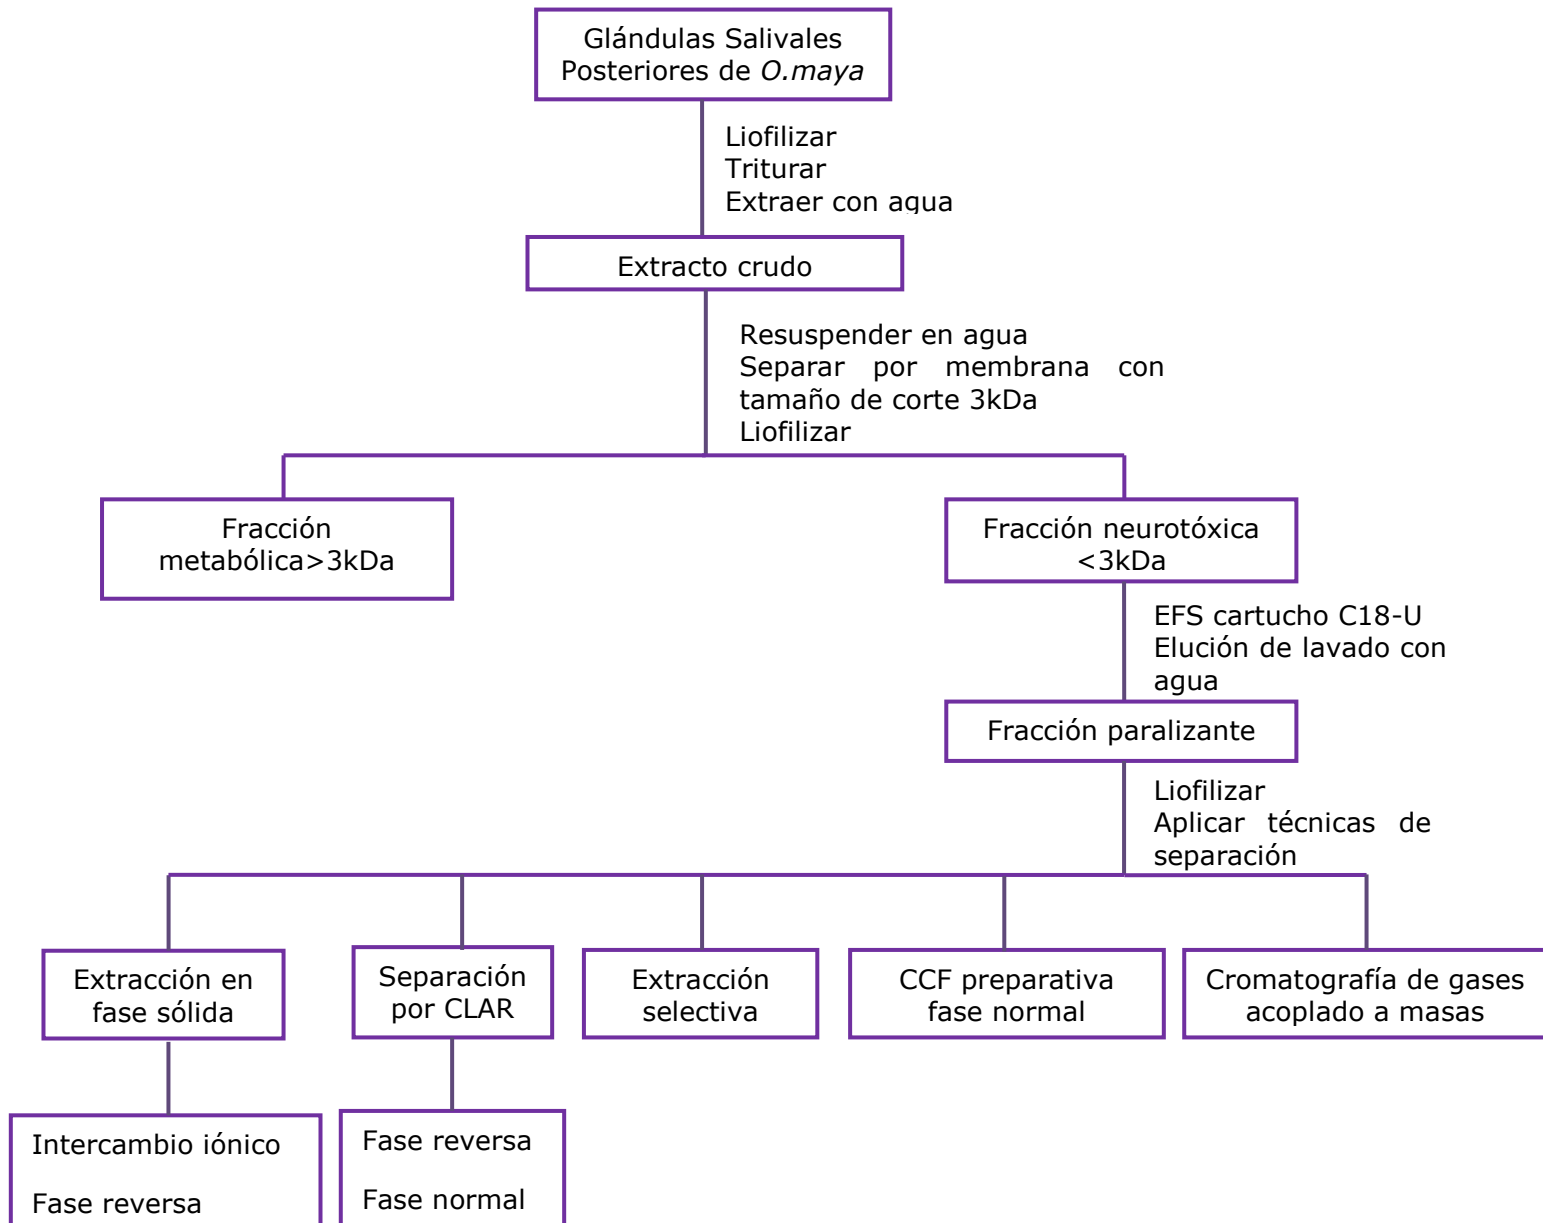 Glándulas Salivales
Posteriores de O.maya
Liofilizar
Triturar
Extraer con agua
Extracto crudo
Resuspender en agua
Separar por membrana con
tamaño de corte 3kDa
Liofilizar
Fracción
metabólica>3kDa
Fracción neurotóxica
<3kDa
EFS cartucho C18-U
Elución de lavado con
agua
Fracción paralizante
Liofilizar
Aplicar técnicas de
separación
Extracción en
fase sólida
Separación
por CLAR
Extracción
selectiva
CCF preparativa
fase normal
Cromatografía de gases
acoplado a masas
Intercambio iónico
Fase reversa
Fase reversa
Fase normal